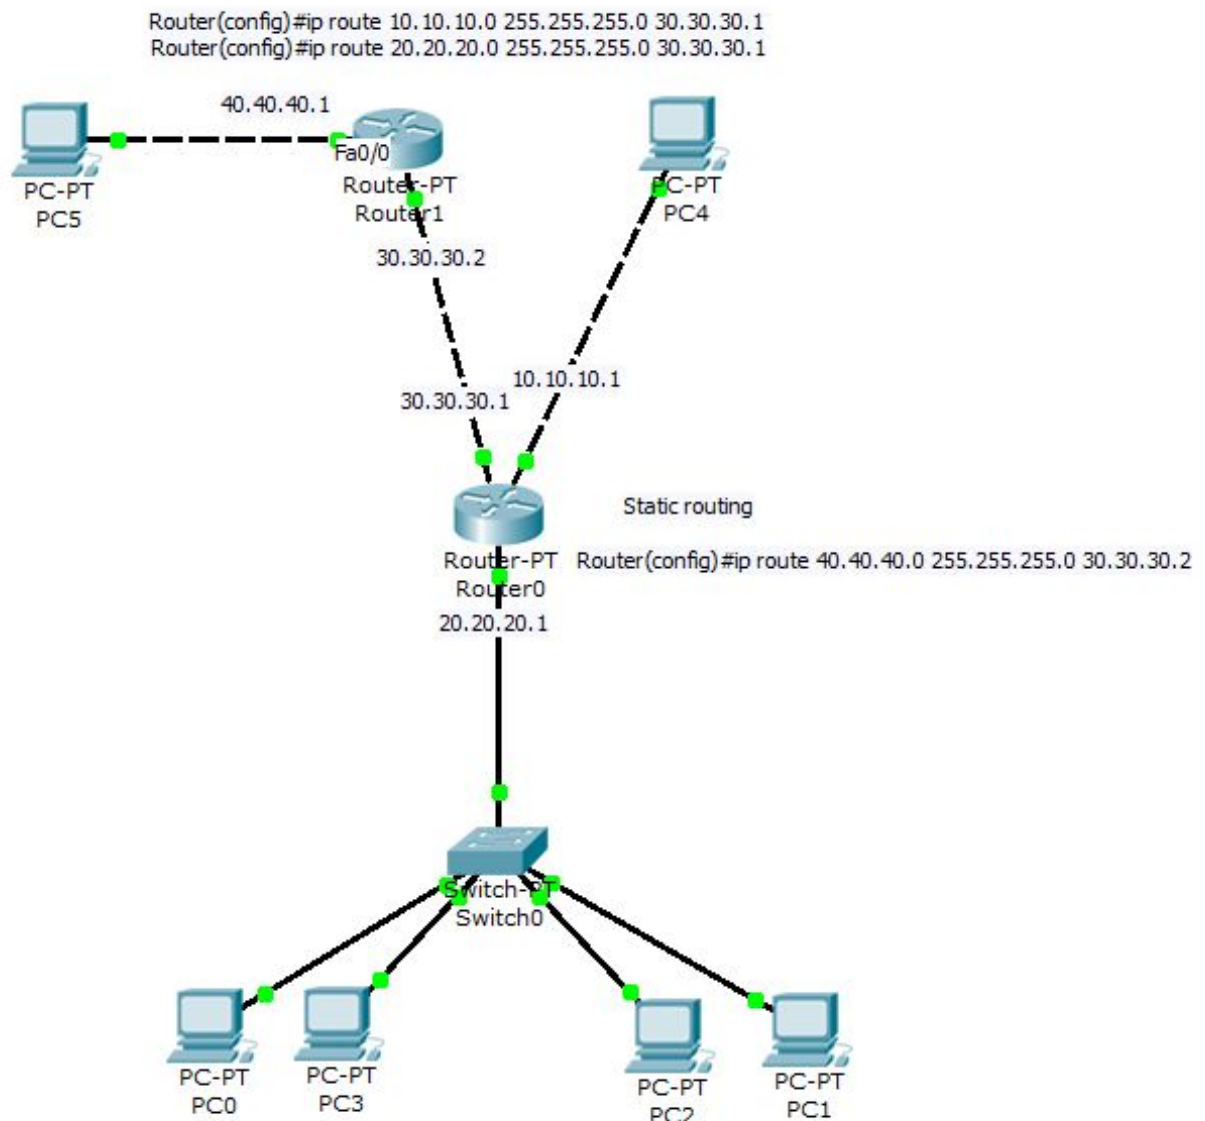 Router(config)#ip route 10.10.10.0 255.255.255.0 30.30.30.1
Router(config)#ip route 20.20.20.0 255.255.255.0 30.30.30.1
40.40.40.1
Fa0/0
PC-PT
PC5
Router-PT
Router1
PC-PT
PC4
30.30.30.2
10.10.10.1
30.30.30.1
Static routing
Router-PT
Router0
Router(config)#ip route 40.40.40.0 255.255.255.0 30.30.30.2
20.20.20.1
Switch-PT
Switch0
PC-PT
PC0
PC-PT
PC3
PC-PT
PC2
PC-PT
PC1